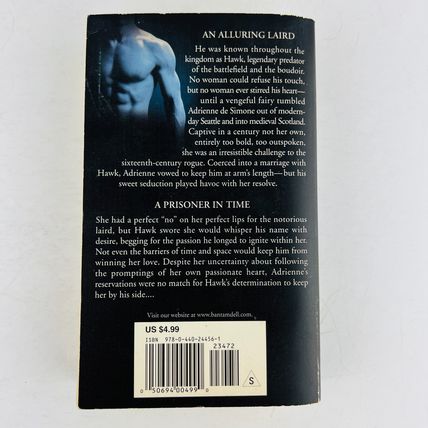 AN ALLURING LAIRD
He was known throughout the
kingdom as Hawk, legendary predator
of the battlefield and the boudoir.
No woman could refuse his touch,
but no woman ever stirred his heart—
until a vengeful fairy tumbled
Adrienne de Simone out of modern-
day Seattle and into medieval Scotland.
Captive in a century not her own,
entirely too bold, too outspoken,
she was an irresistible challenge to the
sixteenth-century rogue. Coerced into a marriage with
Hawk, Adrienne vowed to keep him at arm's length—but his
sweet seduction played havoc with her resolve.
A PRISONER IN TIME
She had a perfect "no" on her perfect lips for the notorious
laird, but Hawk swore she would whisper his name with
desire, begging for the passion he longed to ignite within her.
Not even the barriers of time and space would keep him from
winning her love. Despite her uncertainty about following
the promptings of her own passionate heart, Adrienne's
reservations were no match for Hawk's determination to keep
her by his side....
Visit our website at www.bantamdell.com.
US $4.99
ISBN 978-0-440-24456-1
23472
0 50694 00499 0
S